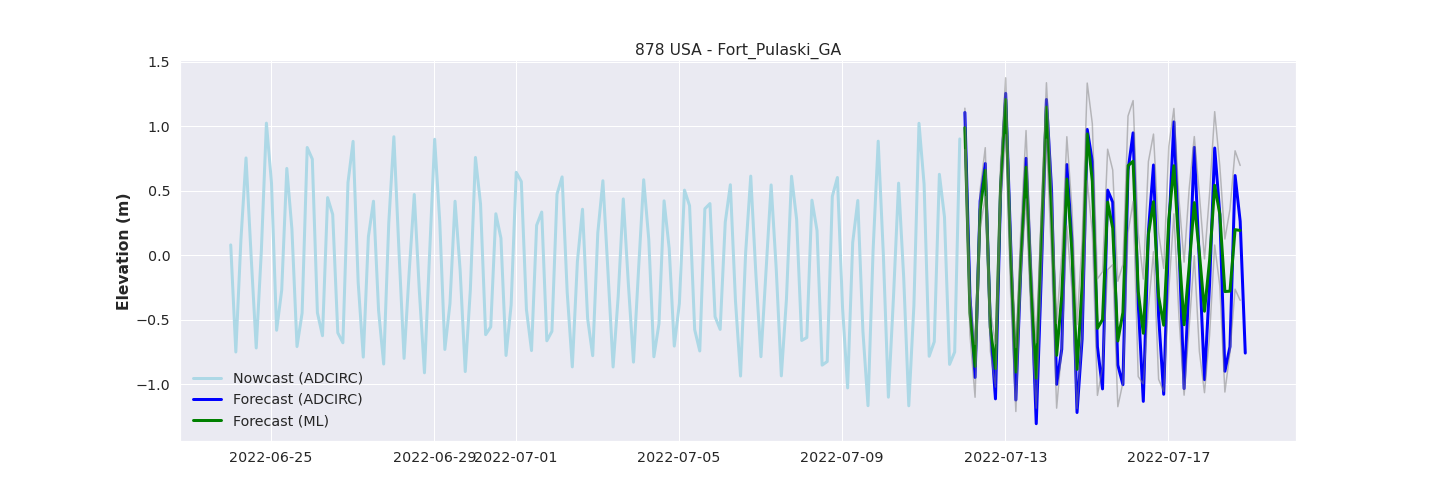 878 USA - Fort_Pulaski_GA
Elevation (m)
1.5
1.0
0.5
0.0
−0.5
−1.0
Nowcast (ADCIRC)
Forecast (ADCIRC)
Forecast (ML)
2022-06-25
2022-06-29
2022-07-01
2022-07-05
2022-07-09
2022-07-13
2022-07-17